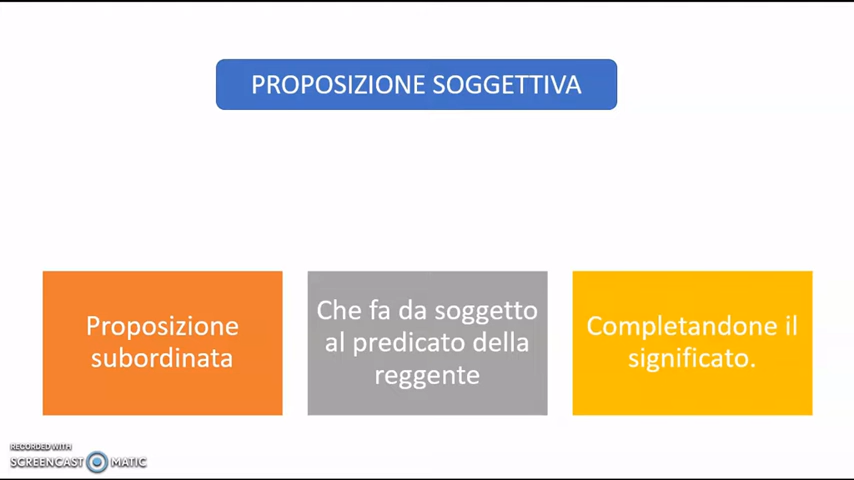 PROPOSIZIONE SOGGETTIVA
Proposizione
subordinata
Che fa da soggetto
al predicato della
reggente
Completandone il
significato.
RECORDED WITH
SCREENCAST MATIC